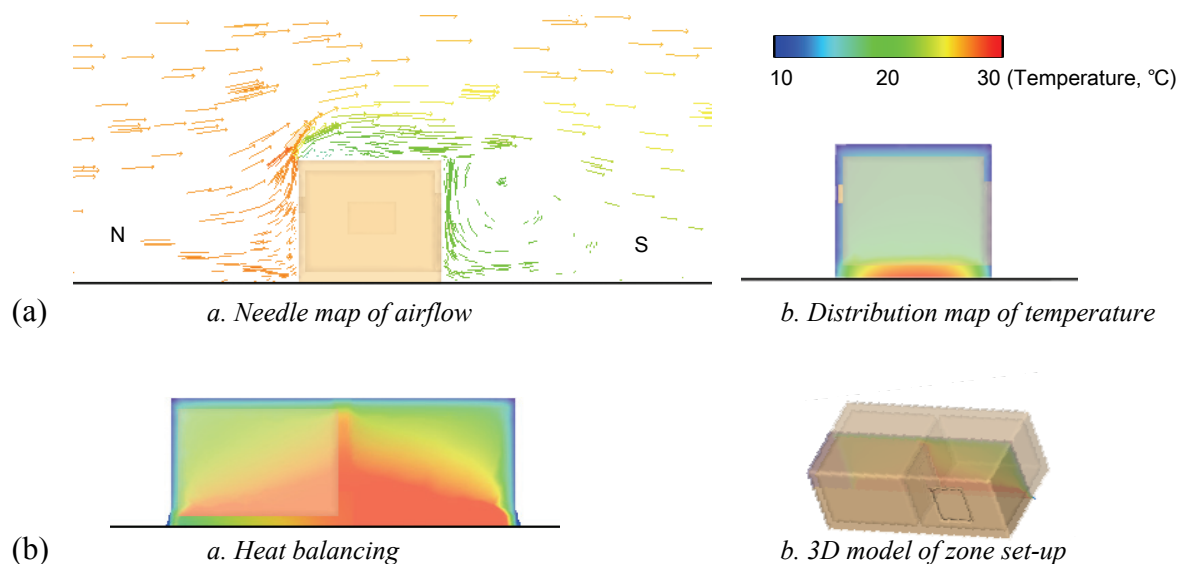 10 20 30 (Temperature, °C)
N S
(a) a. Needle map of airflow b. Distribution map of temperature
(b) a. Heat balancing b. 3D model of zone set-up